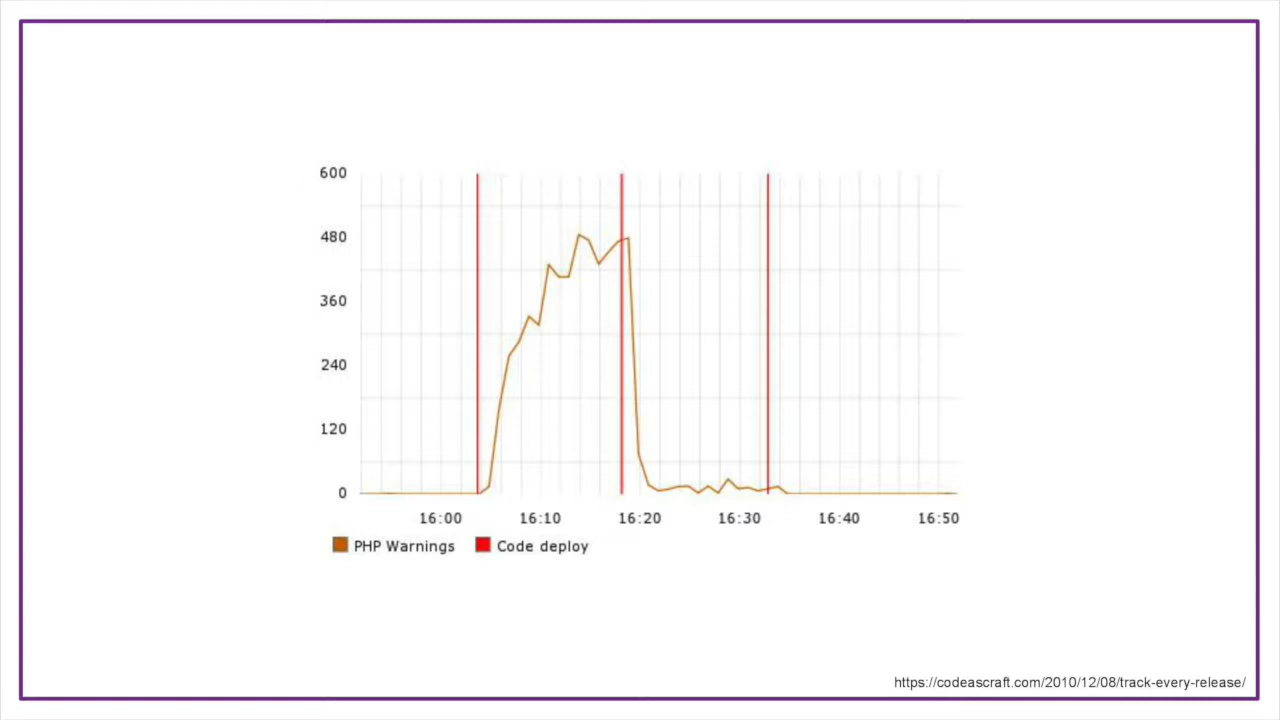 600
480
360
240
120
0
16:00 16:10 16:20 16:30 16:40 16:50
PHP Warnings Code deploy
https://codeascraft.com/2010/12/08/track-every-release/